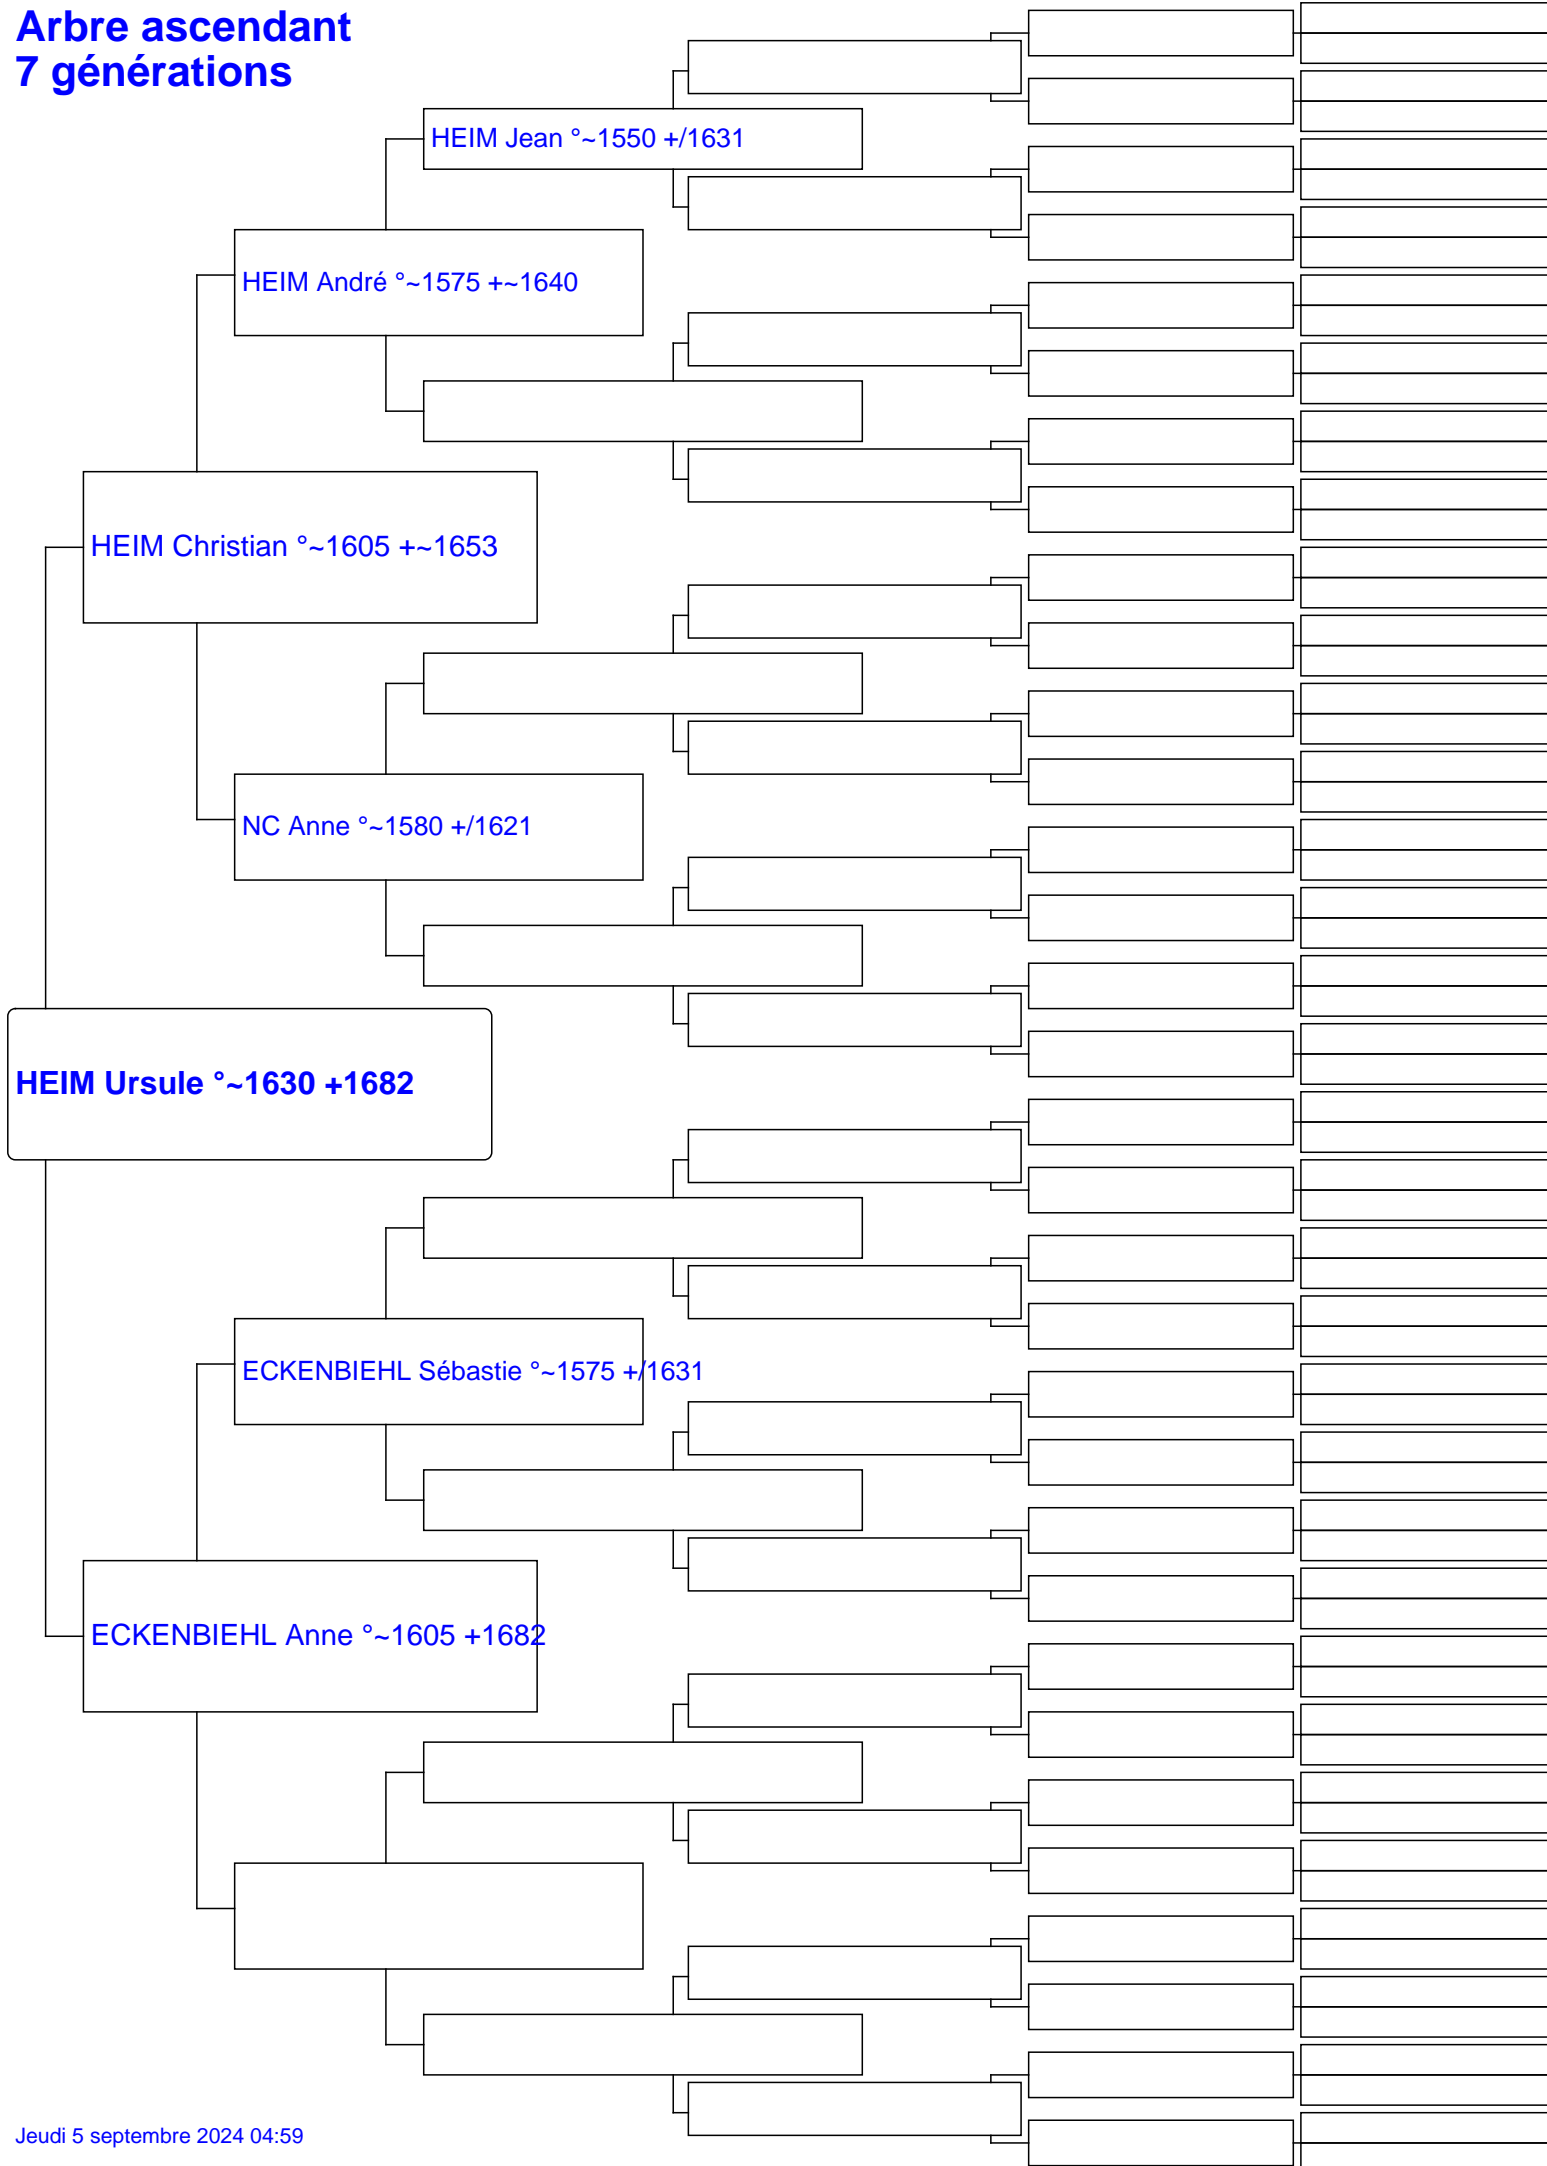 Arbre ascendant
7 générations
HEIM Jean °~1550 +/1631
HEIM André °~1575 +~1640
HEIM Christian °~1605 +~1653
NC Anne °~1580 +/1621
HEIM Ursule °~1630 +1682
ECKENBIEHL Sébastie °~1575 +/1631
ECKENBIEHL Anne °~1605 +1682
Jeudi 5 septembre 2024 04:59